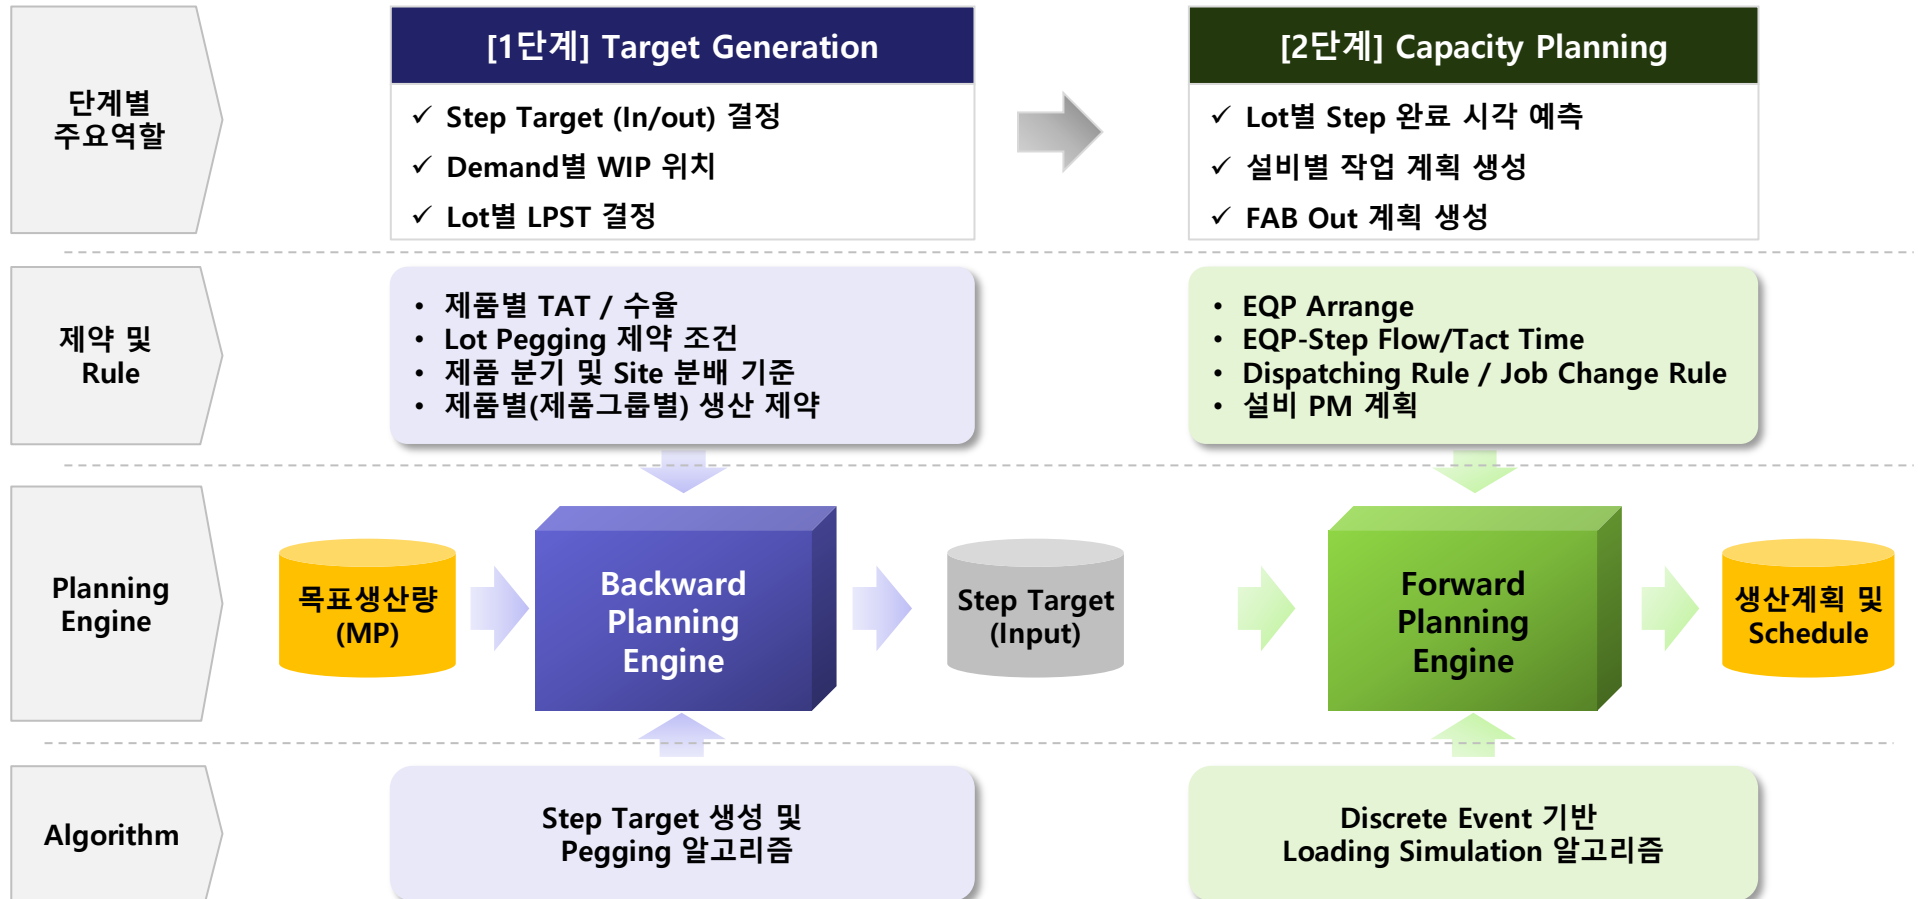 단계별
주요역할
[1단계] Target Generation
✓ Step Target (In/out) 결정
✓ Demand별 WIP 위치
✓ Lot별 LPST 결정
[2단계] Capacity Planning
✓ Lot별 Step 완료 시각 예측
✓ 설비별 작업 계획 생성
✓ FAB Out 계획 생성
제약 및
Rule
• 제품별 TAT / 수율
• Lot Pegging 제약 조건
• 제품 분기 및 Site 분배 기준
• 제품별(제품그룹별) 생산 제약
• EQP Arrange
• EQP-Step Flow/Tact Time
• Dispatching Rule / Job Change Rule
• 설비 PM 계획
Planning
Engine
목표생산량
(MP)
Backward
Planning
Engine
Step Target
(Input)
Forward
Planning
Engine
생산계획 및
Schedule
Algorithm
Step Target 생성 및
Pegging 알고리즘
Discrete Event 기반
Loading Simulation 알고리즘